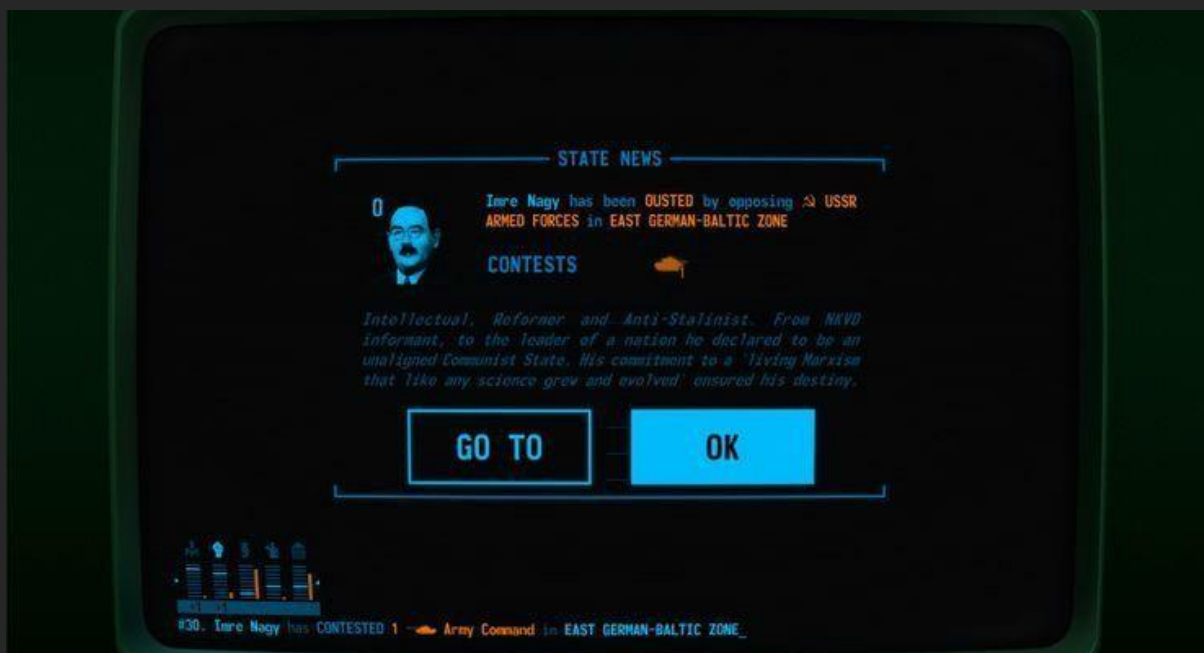 STATE NEWS
0
Imre Nagy has been OUSTED by opposing ☭ USSR
ARMED FORCES in EAST GERMAN-BALTIC ZONE
CONTESTS
Intellectual, Reformer and Anti-Stalinist. From NKVD
informant, to the leader of a nation he declared to be an
unaligned Communist State. His commitment to a 'living Marxism
that like any science grew and evolved' ensured his destiny.
GO TO
OK
+1 +1
#30. Imre Nagy has CONTESTED 1 Army Command in EAST GERMAN-BALTIC ZONE_